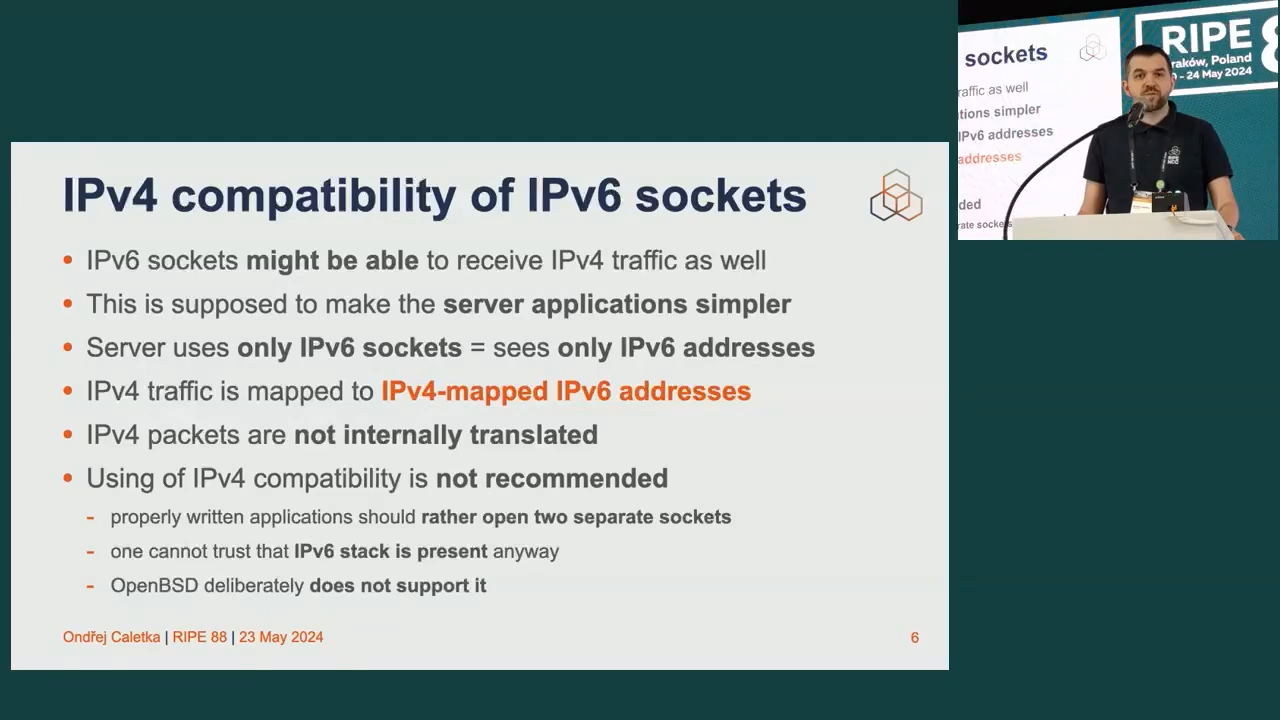 IPv4 compatibility of IPv6 sockets
• IPv6 sockets might be able to receive IPv4 traffic as well
• This is supposed to make the server applications simpler
• Server uses only IPv6 sockets = sees only IPv6 addresses
• IPv4 traffic is mapped to IPv4-mapped IPv6 addresses
• IPv4 packets are not internally translated
• Using of IPv4 compatibility is not recommended
- properly written applications should rather open two separate sockets
- one cannot trust that IPv6 stack is present anyway
- OpenBSD deliberately does not support it
Ondřej Caletka | RIPE 88 | 23 May 2024
6
sockets
raffic as well
tions simpler
IPv6 addresses
addresses
ded
rate sockets
RIPE 8
raków, Poland
- 24 May 2024
RIPE
NCC